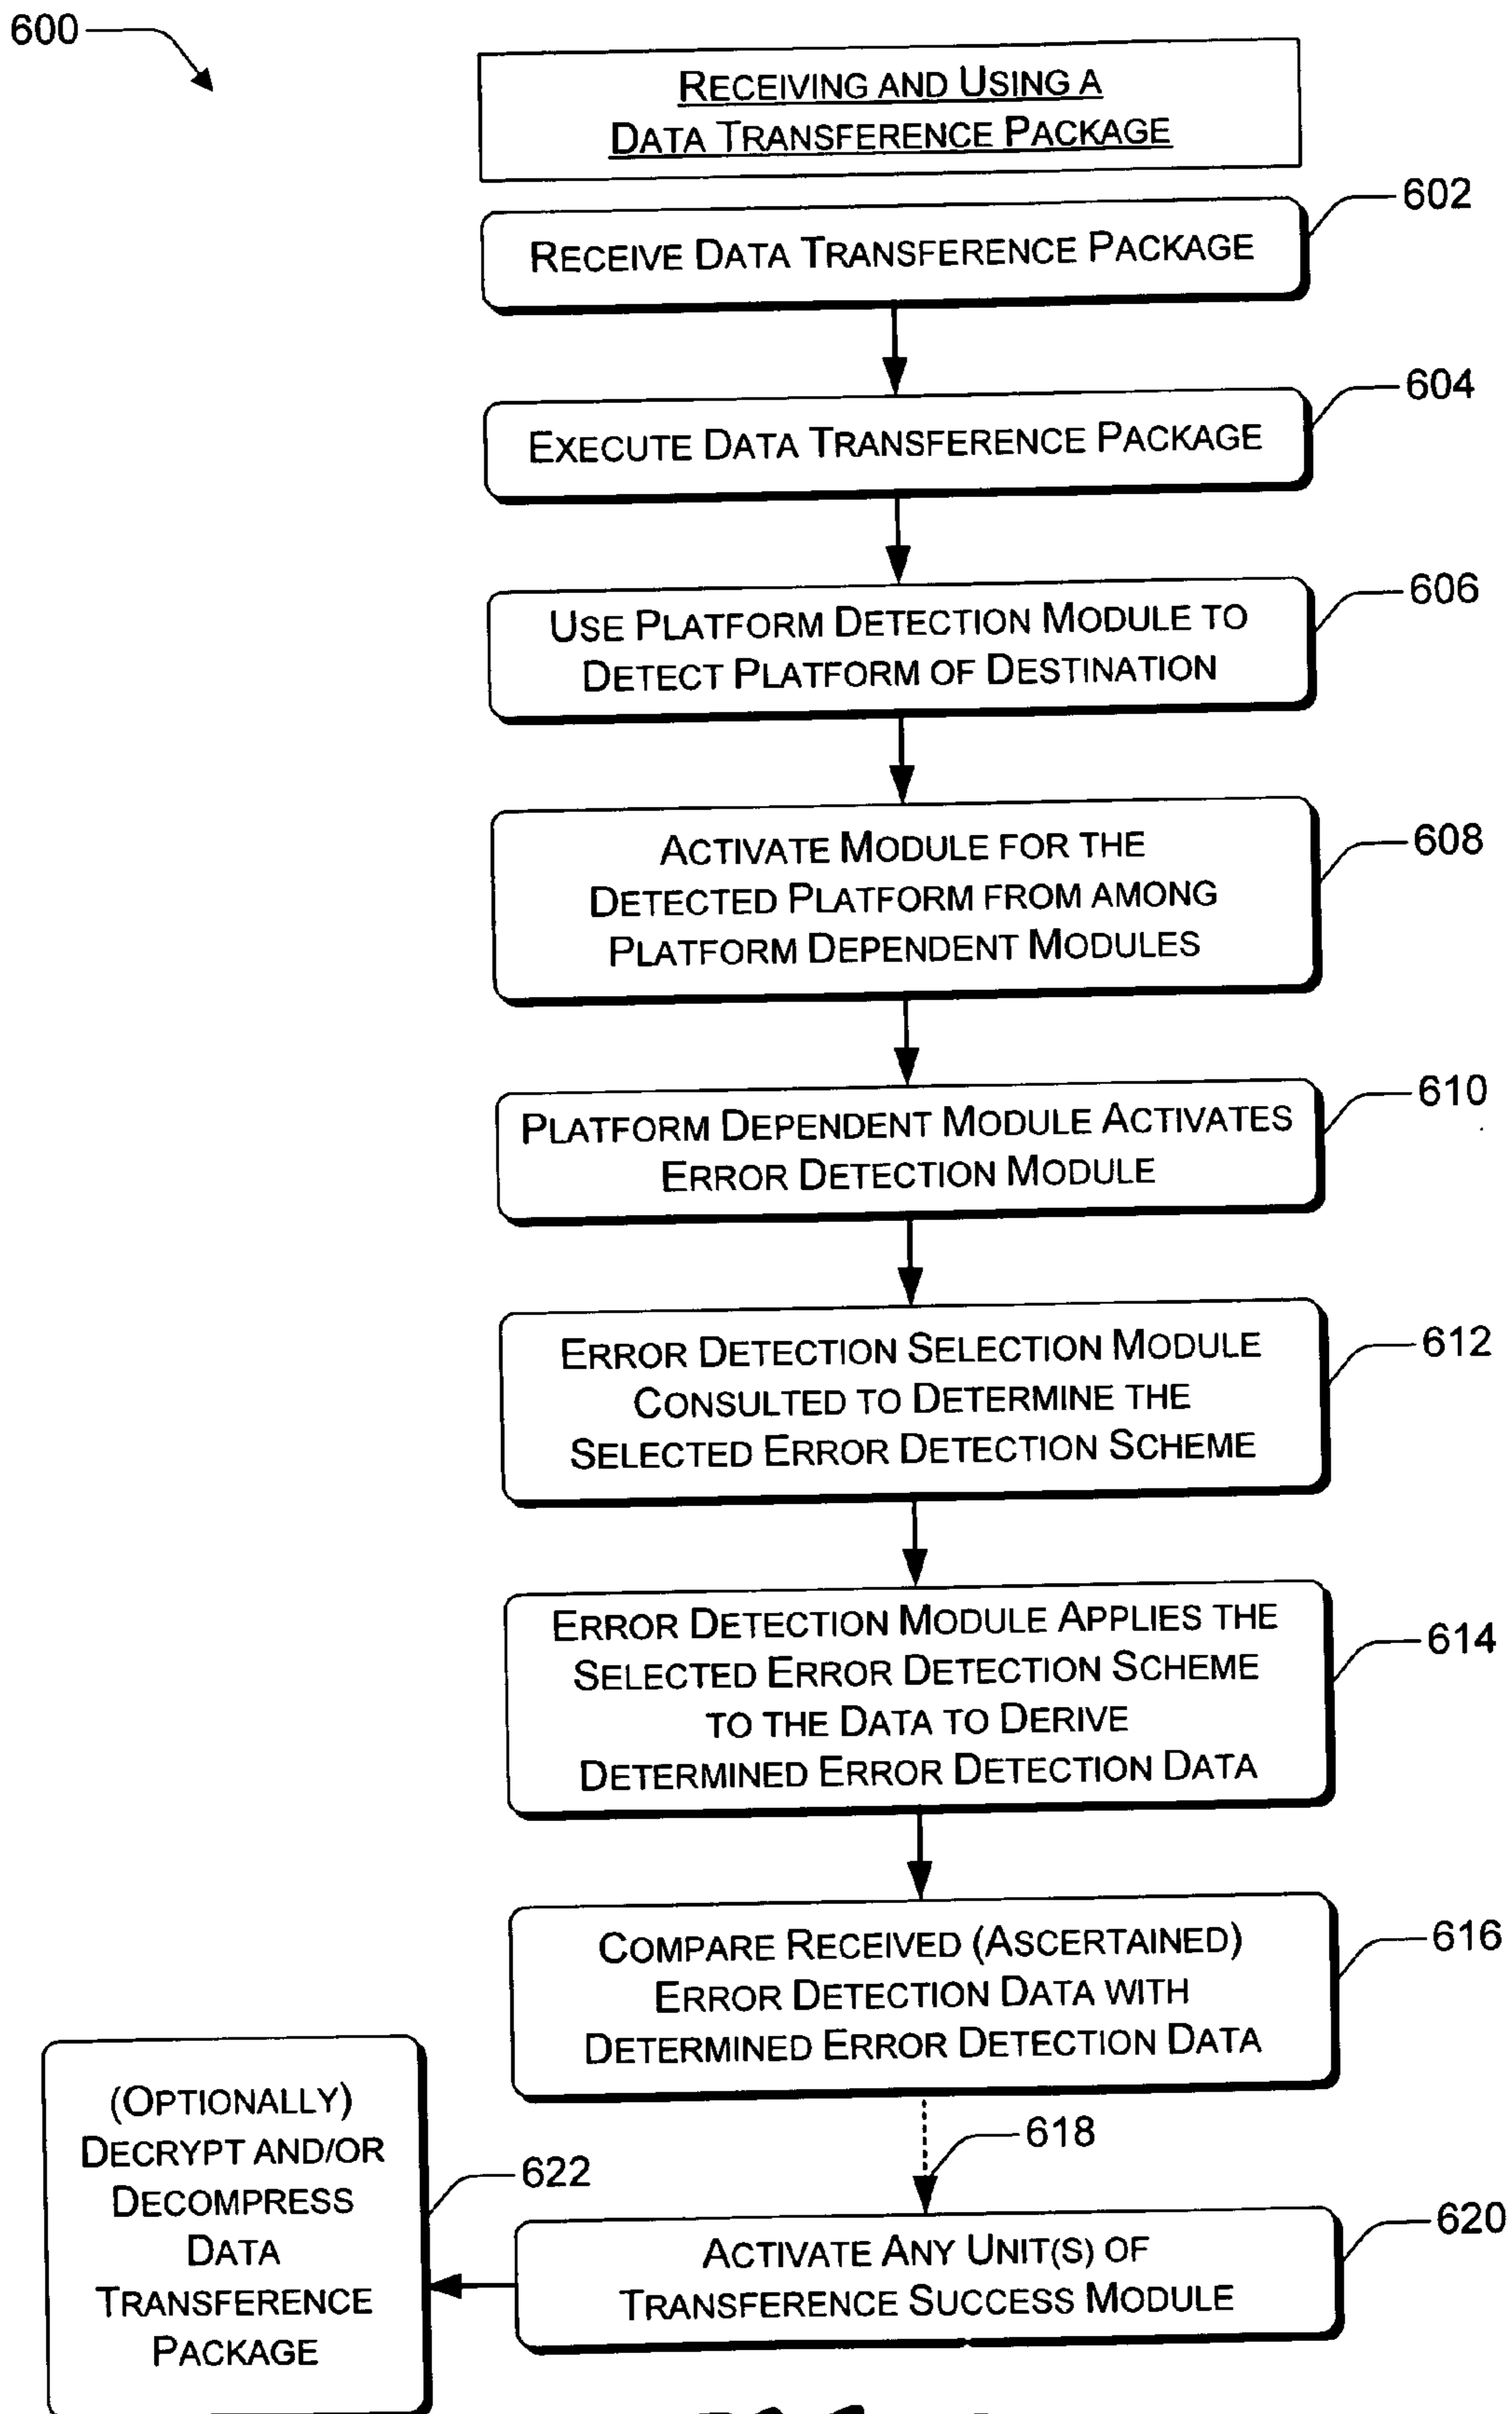 600
RECEIVING AND USING A
DATA TRANSFERENCE PACKAGE
602
RECEIVE DATA TRANSFERENCE PACKAGE
604
EXECUTE DATA TRANSFERENCE PACKAGE
606
USE PLATFORM DETECTION MODULE TO
DETECT PLATFORM OF DESTINATION
608
ACTIVATE MODULE FOR THE
DETECTED PLATFORM FROM AMONG
PLATFORM DEPENDENT MODULES
610
PLATFORM DEPENDENT MODULE ACTIVATES
ERROR DETECTION MODULE
612
ERROR DETECTION SELECTION MODULE
CONSULTED TO DETERMINE THE
SELECTED ERROR DETECTION SCHEME
614
ERROR DETECTION MODULE APPLIES THE
SELECTED ERROR DETECTION SCHEME
TO THE DATA TO DERIVE
DETERMINED ERROR DETECTION DATA
616
COMPARE RECEIVED (ASCERTAINED)
ERROR DETECTION DATA WITH
DETERMINED ERROR DETECTION DATA
618
620
ACTIVATE ANY UNIT(S) OF
TRANSFERENCE SUCCESS MODULE
622
(OPTIONALLY)
DECRYPT AND/OR
DECOMPRESS
DATA
TRANSFERENCE
PACKAGE